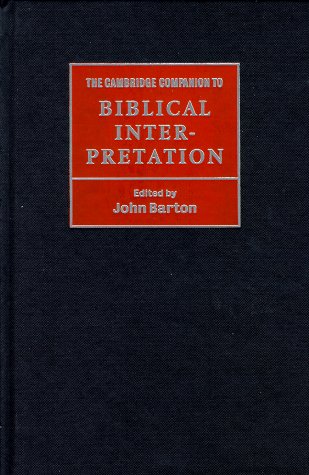 THE CAMBRIDGE COMPANION TO
BIBLICAL
INTER-
PRETATION
Edited by
John Barton